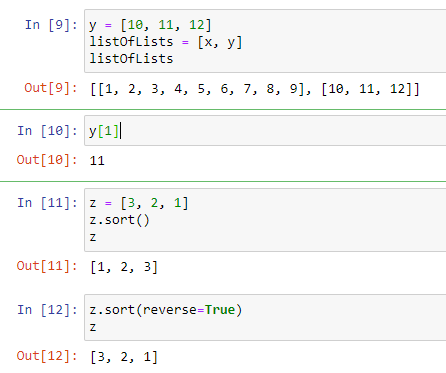 In [9]: y = [10, 11, 12]
listOfLists = [x, y]
listOfLists
Out[9]: [[1, 2, 3, 4, 5, 6, 7, 8, 9], [10, 11, 12]]
In [10]: y[1]
Out[10]: 11
In [11]: z = [3, 2, 1]
z.sort()
z
Out[11]: [1, 2, 3]
In [12]: z.sort(reverse=True)
z
Out[12]: [3, 2, 1]